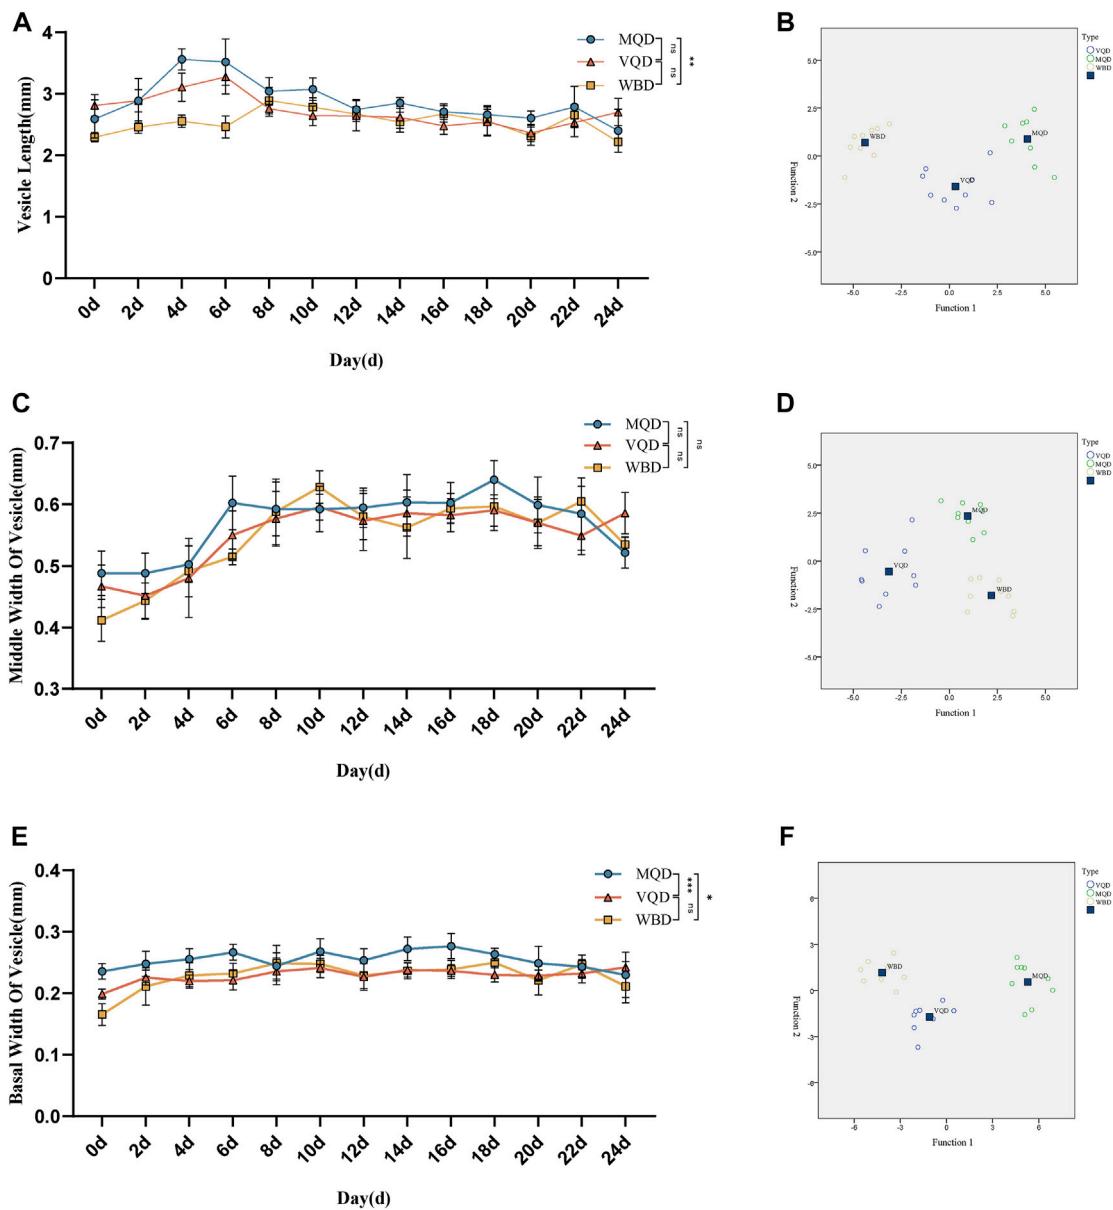 A
Vesicle Length(mm)
4
3
2
1
0
0d 2d 4d 6d 8d 10d 12d 14d 16d 18d 20d 22d 24d
Day(d)
MQD
VQD
WBD
ns
ns
**
B
Function 2
5.0
2.5
0.0
-2.5
-5.0
-5.0 -2.5 0.0 2.5 5.0
Function 1
WBD
VQD
MQD
Type
VQD
MQD
WBD
C
Middle Width Of Vesicle(mm)
0.7
0.6
0.5
0.4
0.3
0d 2d 4d 6d 8d 10d 12d 14d 16d 18d 20d 22d 24d
Day(d)
MQD
VQD
WBD
ns
ns
ns
D
Function 2
5.0
2.5
0.0
-2.5
-5.0
-5.0 -2.5 0.0 2.5 5.0
Function 1
MQD
VQD
WBD
Type
VQD
MQD
WBD
E
Basal Width Of Vesicle(mm)
0.4
0.3
0.2
0.1
0.0
0d 2d 4d 6d 8d 10d 12d 14d 16d 18d 20d 22d 24d
Day(d)
MQD
VQD
WBD
***
ns
*
F
Function 2
6
3
0
-3
-6
-6 -3 0 3 6
Function 1
WBD
VQD
MQD
Type
VQD
MQD
WBD